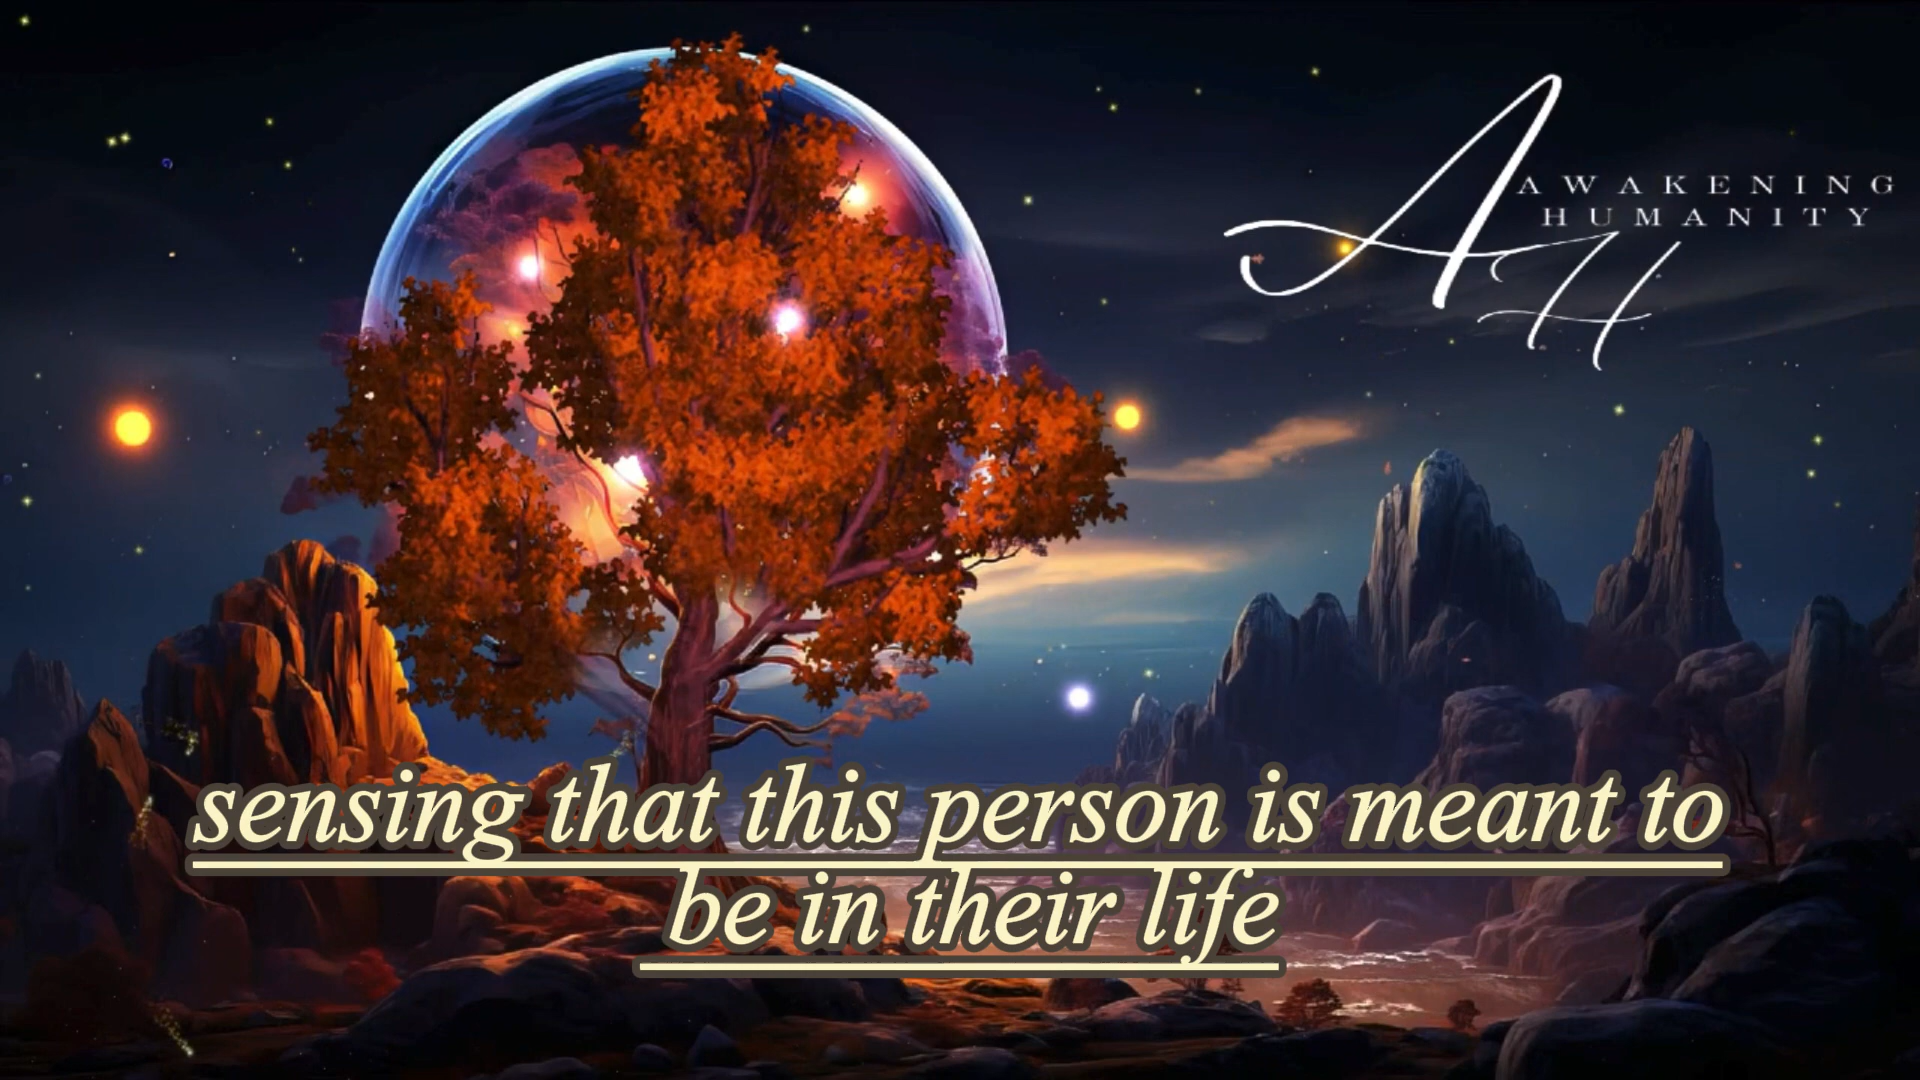 AWAKENING
HUMANITY
AH
sensing that this person is meant to
be in their life